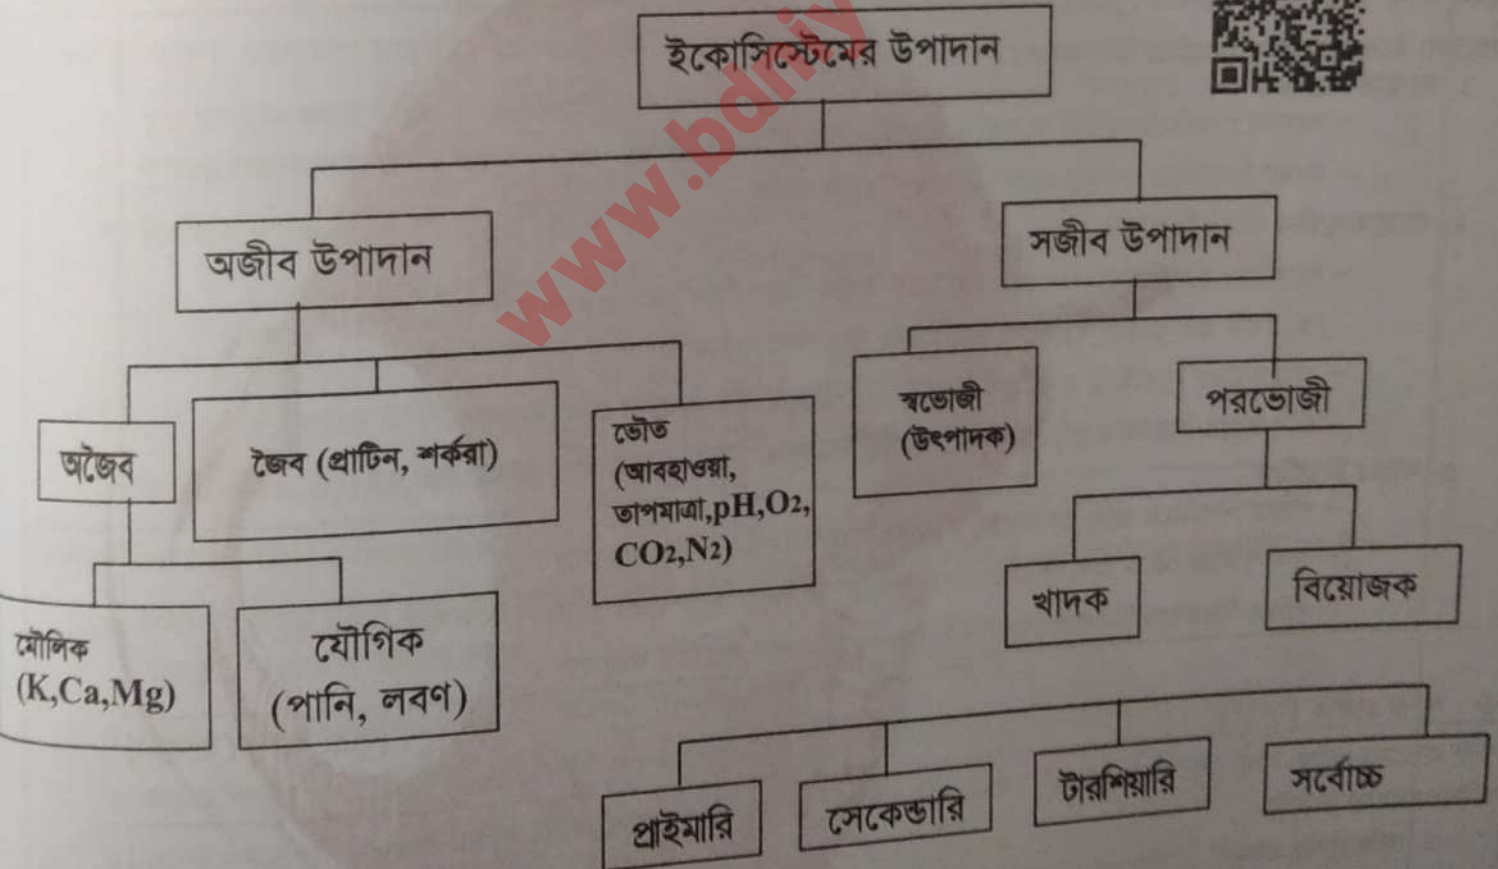 ইকোসিস্টেমের উপাদান
www.bdniy
অজীব উপাদান
সজীব উপাদান
অজৈব
জৈব (প্রাটিন, শর্করা)
ভৌত
(আবহাওয়া,
তাপমাত্রা,pH,O2,
CO2,N2)
স্বভোজী
(উৎপাদক)
পরভোজী
মৌলিক
(K,Ca,Mg)
যৌগিক
(পানি, লবণ)
খাদক
বিয়োজক
প্রাইমারি
সেকেন্ডারি
টারশিয়ারি
সর্বোচ্চ